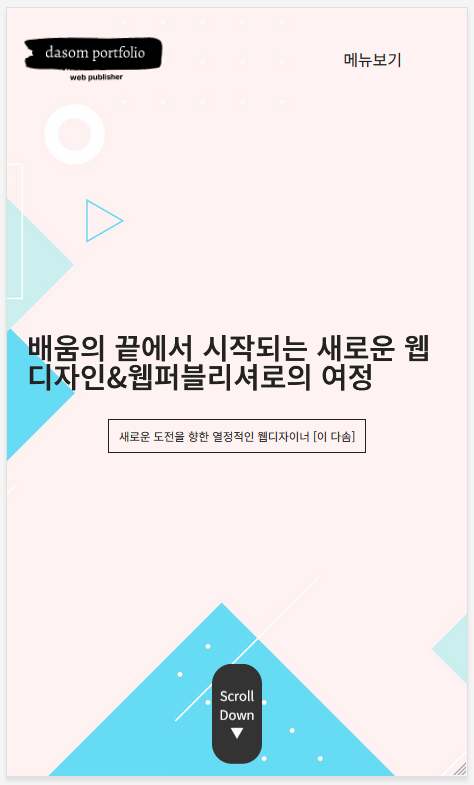 dasom portfolio
web publisher
메뉴보기
배움의 끝에서 시작되는 새로운 웹
디자인&웹퍼블리셔로의 여정
새로운 도전을 향한 열정적인 웹디자이너 [이 다솜]
Scroll
Down